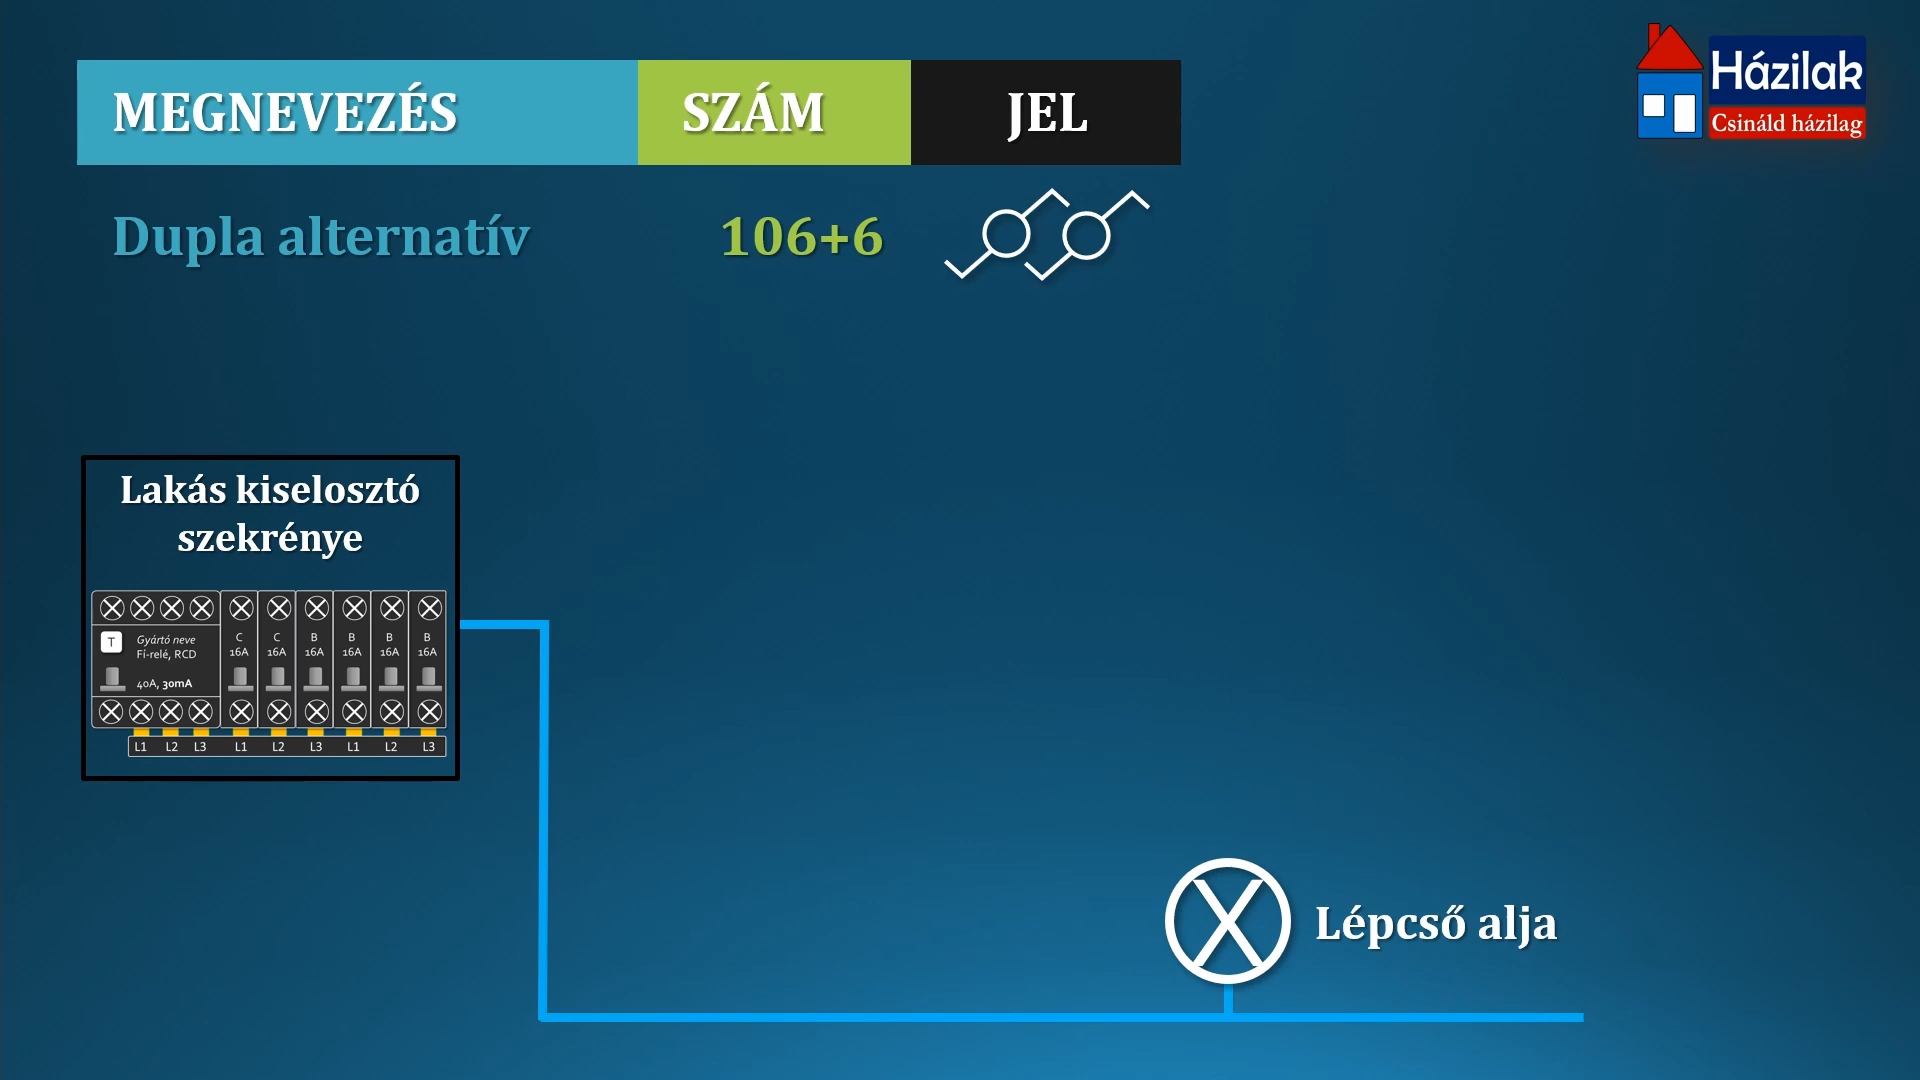 MEGNEVEZÉS SZÁM JEL
Házilak
Csináld házilag
Dupla alternatív 106+6
Lakás kiselosztó
szekrénye
T Gyártó neve
Fi-relé, RCD
40A, 30mA
C C B B B B
16A 16A 16A 16A 16A 16A
L1 L2 L3 L1 L2 L3 L1 L2 L3
Lépcső alja